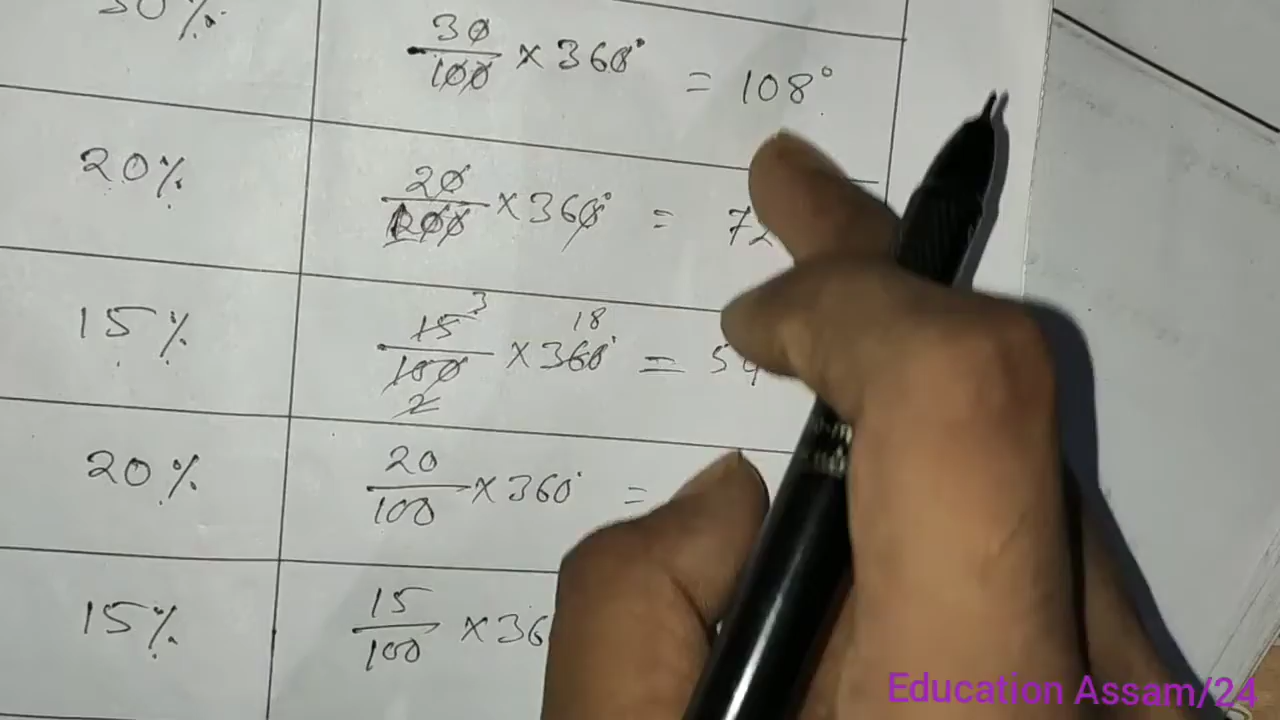 30% 30/100 × 360° = 108°
20% 20/100 × 360° = 72
15% 15/100 × 360° = 54
3 18
2
20% 20/100 × 360° =
15% 15/100 × 36
Education Assam/24